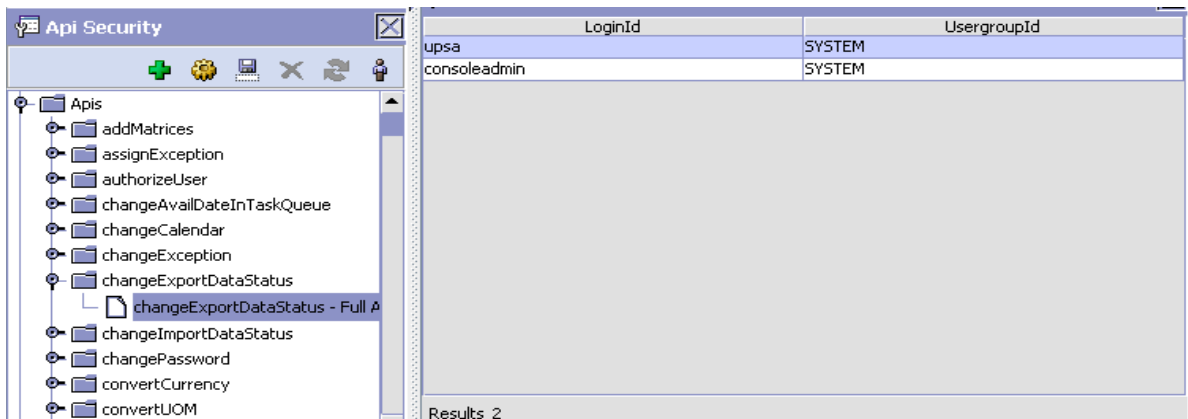 Api Security
Apis
addMatrices
assignException
authorizeUser
changeAvailDateInTaskQueue
changeCalendar
changeException
changeExportDataStatus
changeExportDataStatus - Full A
changeImportDataStatus
changePassword
convertCurrency
convertUOM
LoginId UsergroupId
upsa SYSTEM
consoleadmin SYSTEM
Results 2